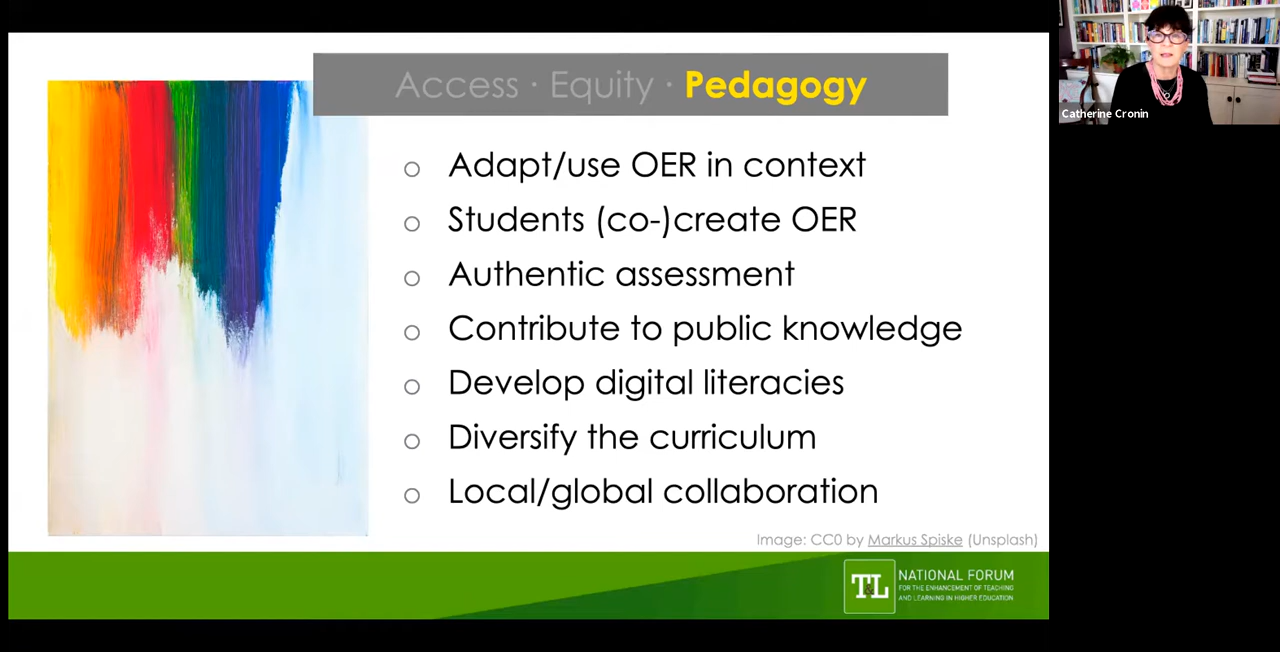 Access · Equity · Pedagogy
Adapt/use OER in context
Students (co-)create OER
Authentic assessment
Contribute to public knowledge
Develop digital literacies
Diversify the curriculum
Local/global collaboration
Image: CC0 by Markus Spiske (Unsplash)
T&L
NATIONAL FORUM
FOR THE ENHANCEMENT OF TEACHING
AND LEARNING IN HIGHER EDUCATION
Catherine Cronin